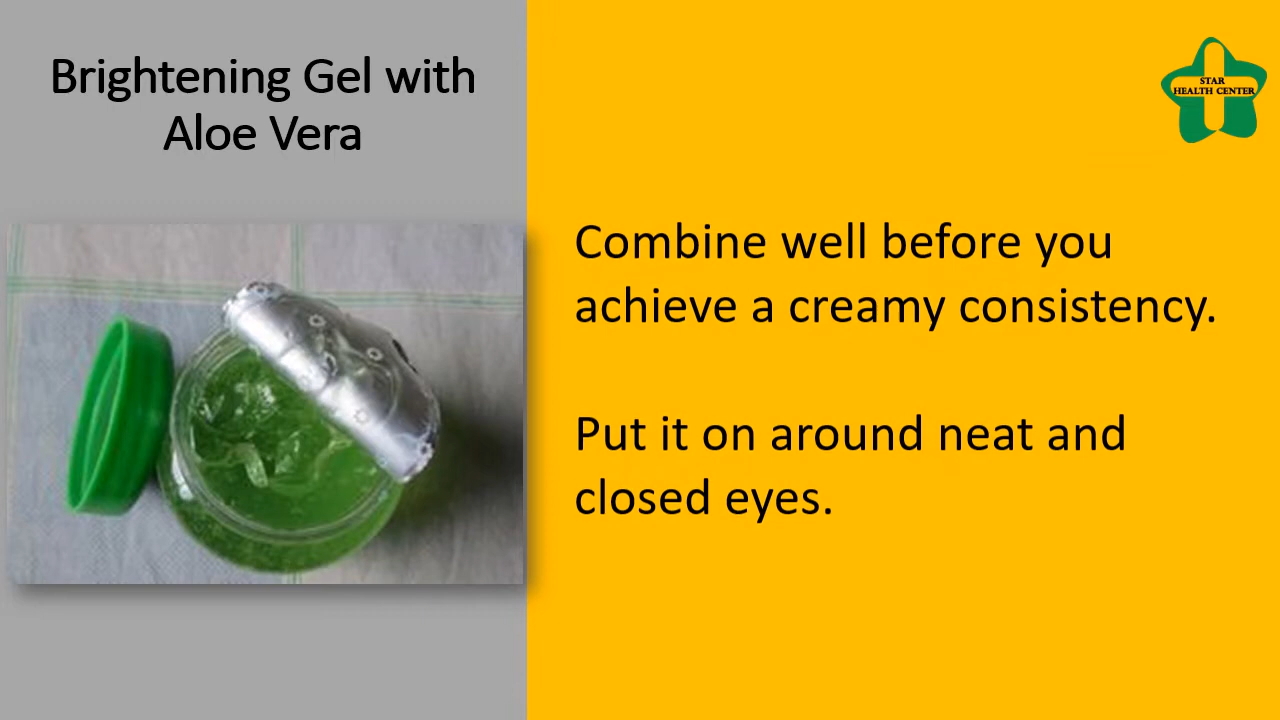 Brightening Gel with
Aloe Vera
STAR
HEALTH CENTER
Combine well before you
achieve a creamy consistency.
Put it on around neat and
closed eyes.